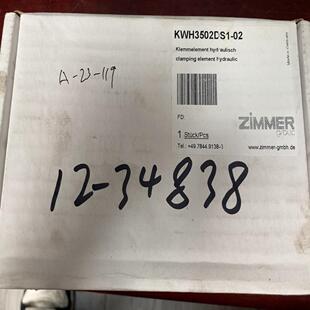 KWH3502DS1-02
Klemmelement hydraulisch
clamping element hydraulic
A-23-119
FD:
ZIMMER
GROUP
1 Stück/Pcs
Tel.: +49.7844.9138-0
www.zimmer-gmbh.de
12-34838